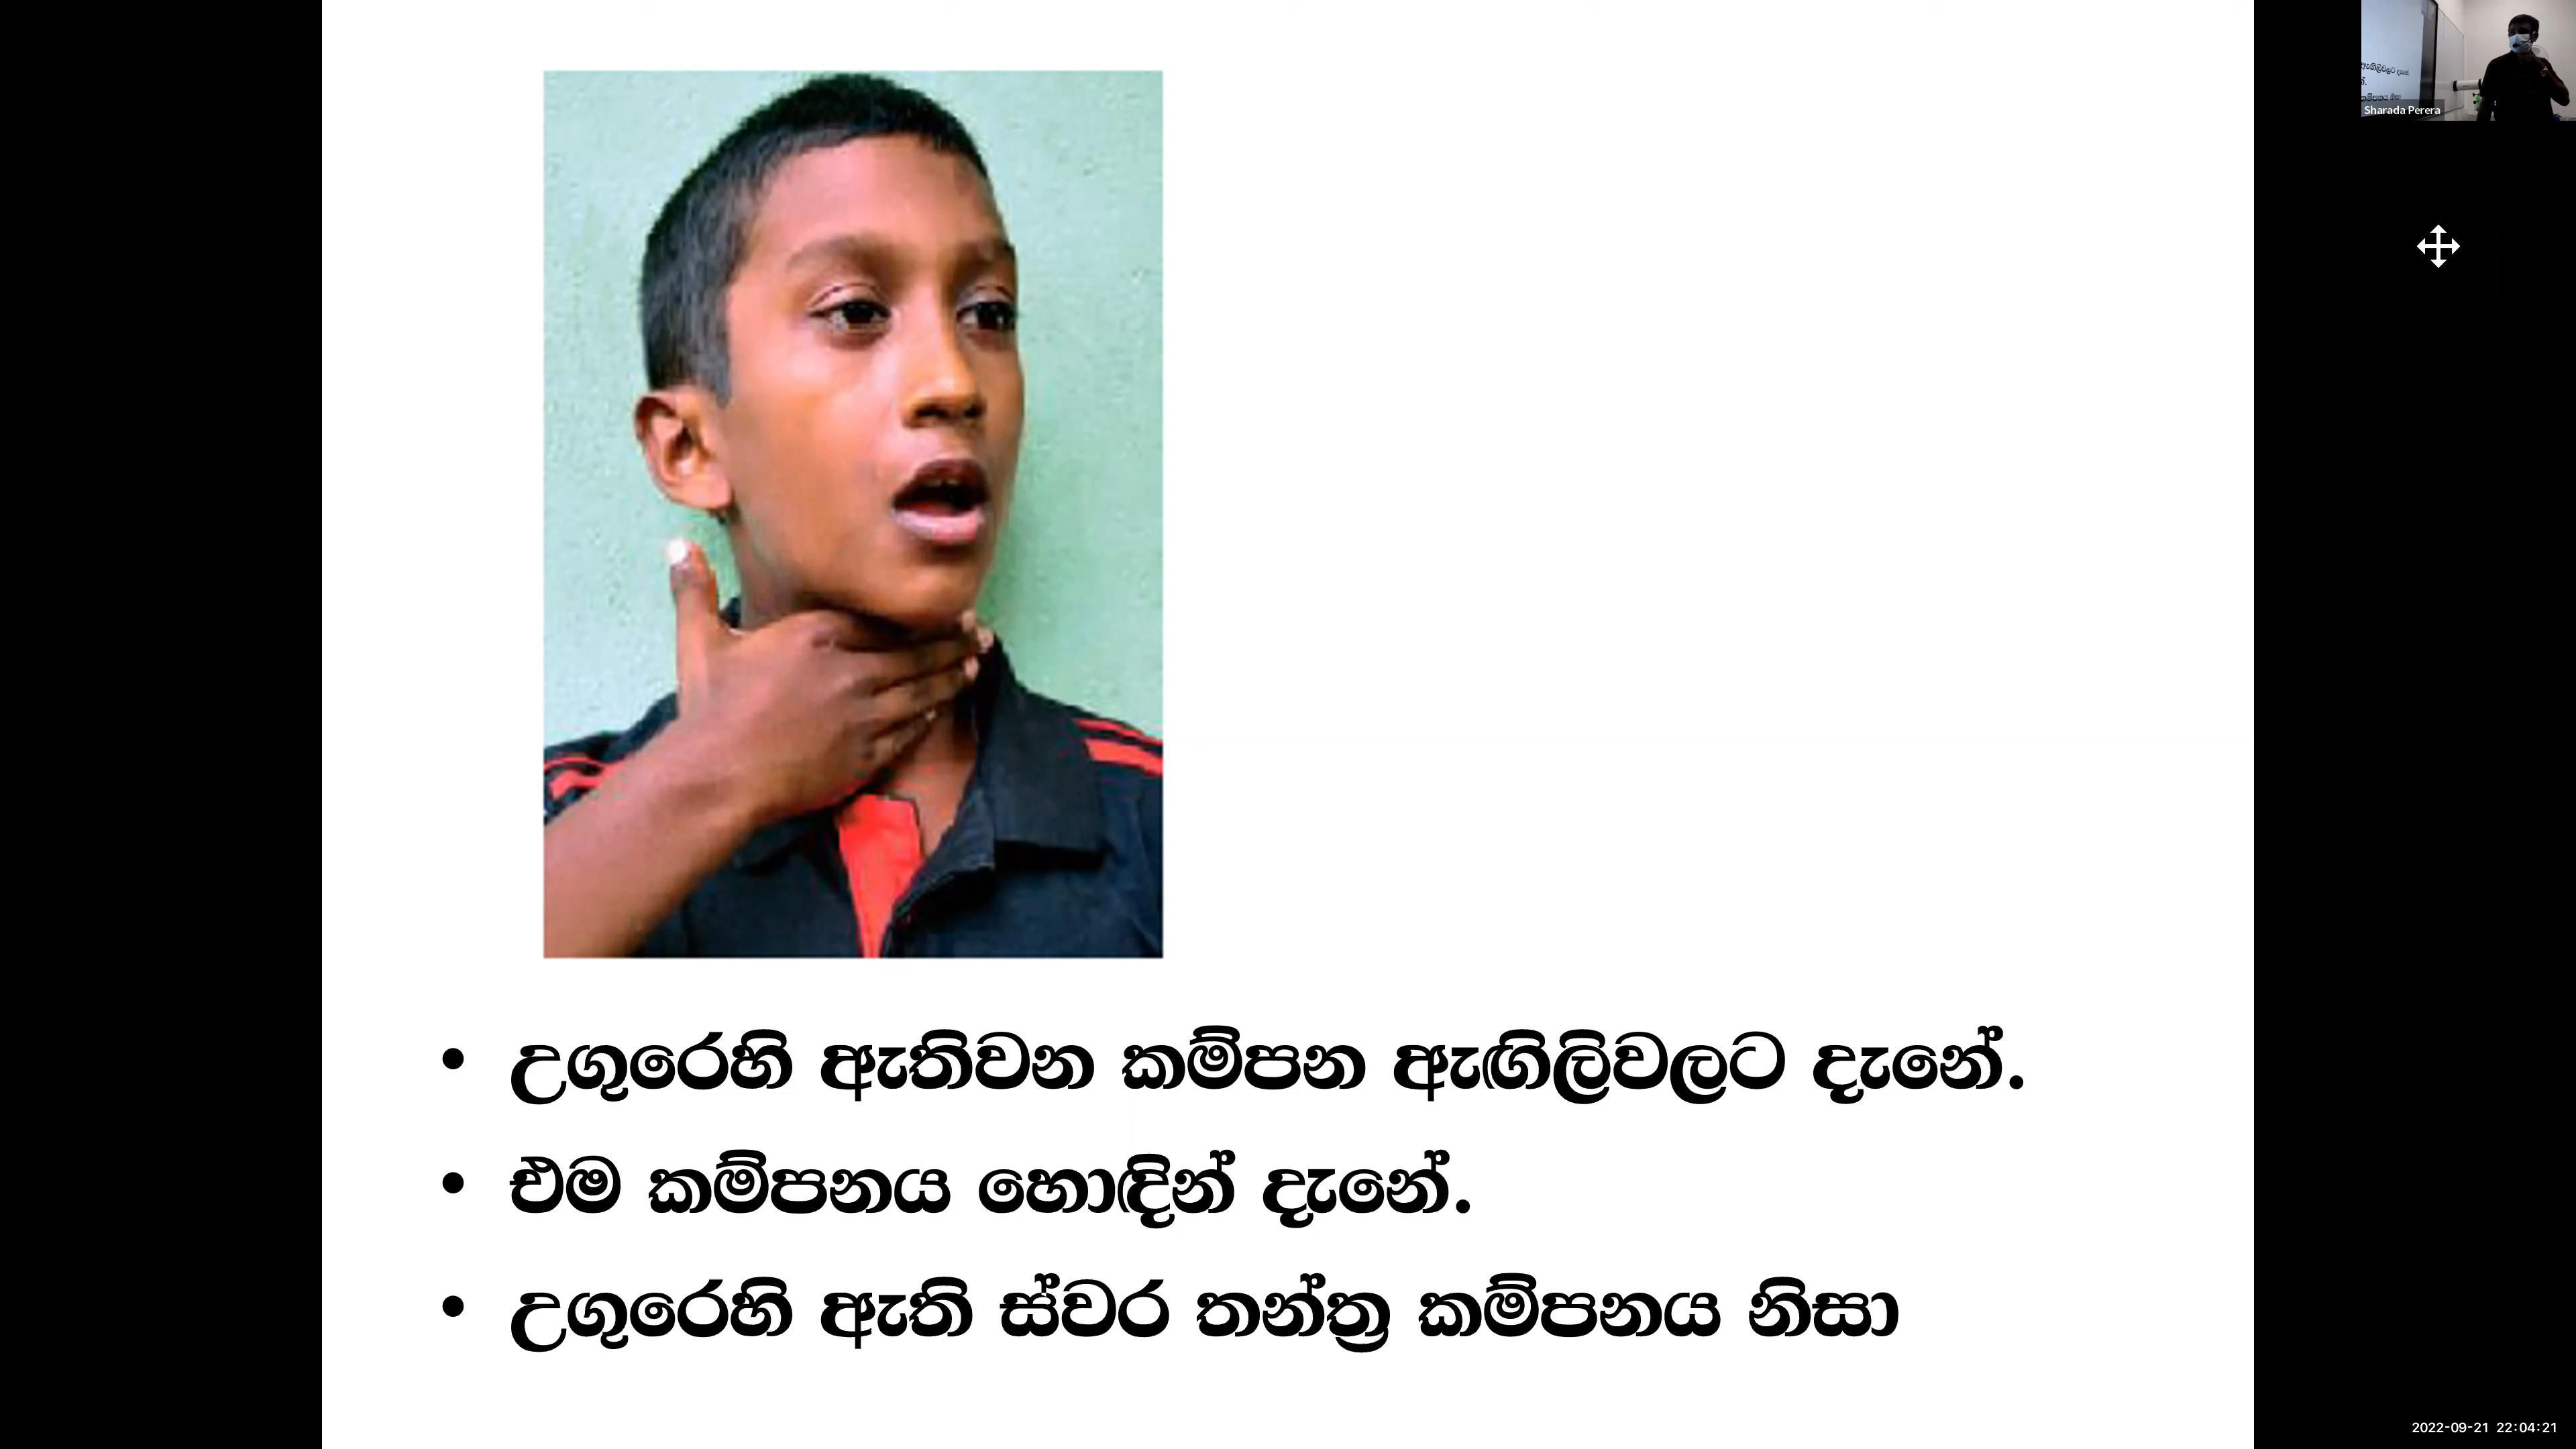 Sharada Perera
• උගුරෙහි ඇතිවන කම්පන ඇඟිලිවලට දැනේ.
• එම කම්පනය හොඳින් දැනේ.
• උගුරෙහි ඇති ස්වර තන්ත්‍ර කම්පනය නිසා
2022-09-21 22:04:21